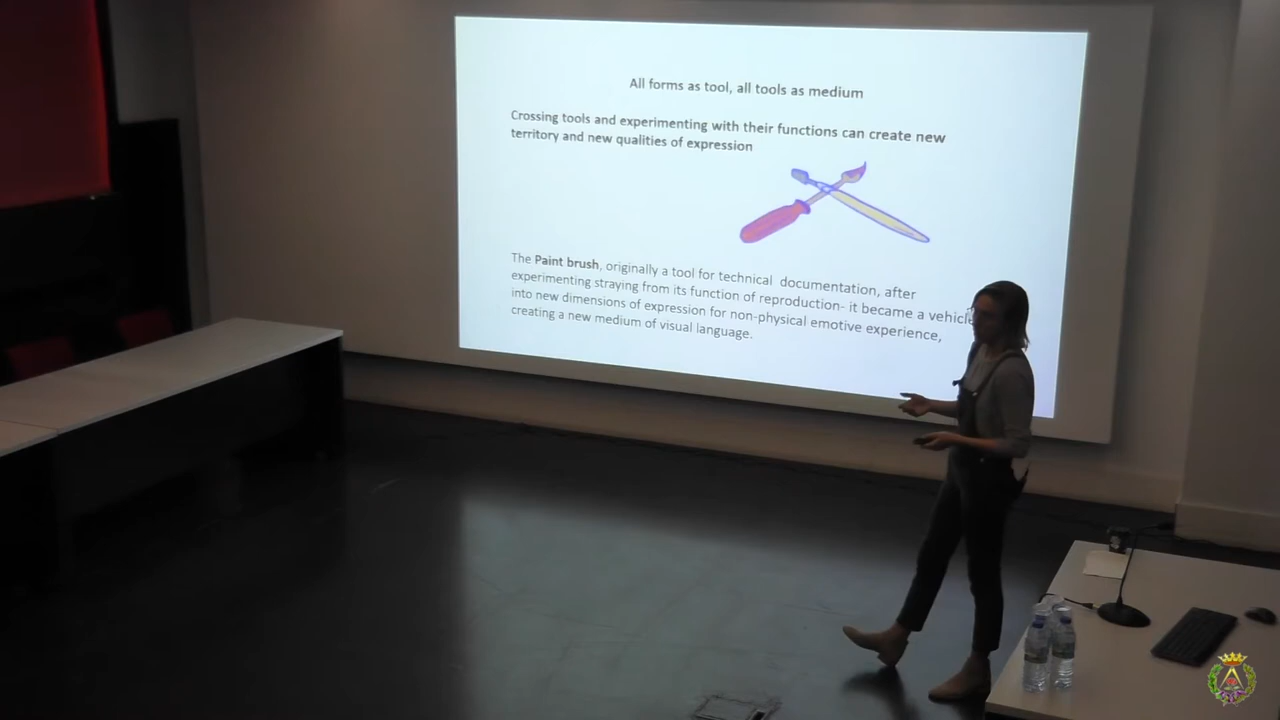 All forms as tool, all tools as medium
Crossing tools and experimenting with their functions can create new
territory and new qualities of expression
The Paint brush, originally a tool for technical documentation, after
experimenting straying from its function of reproduction- it became a vehicle
into new dimensions of expression for non-physical emotive experience,
creating a new medium of visual language.